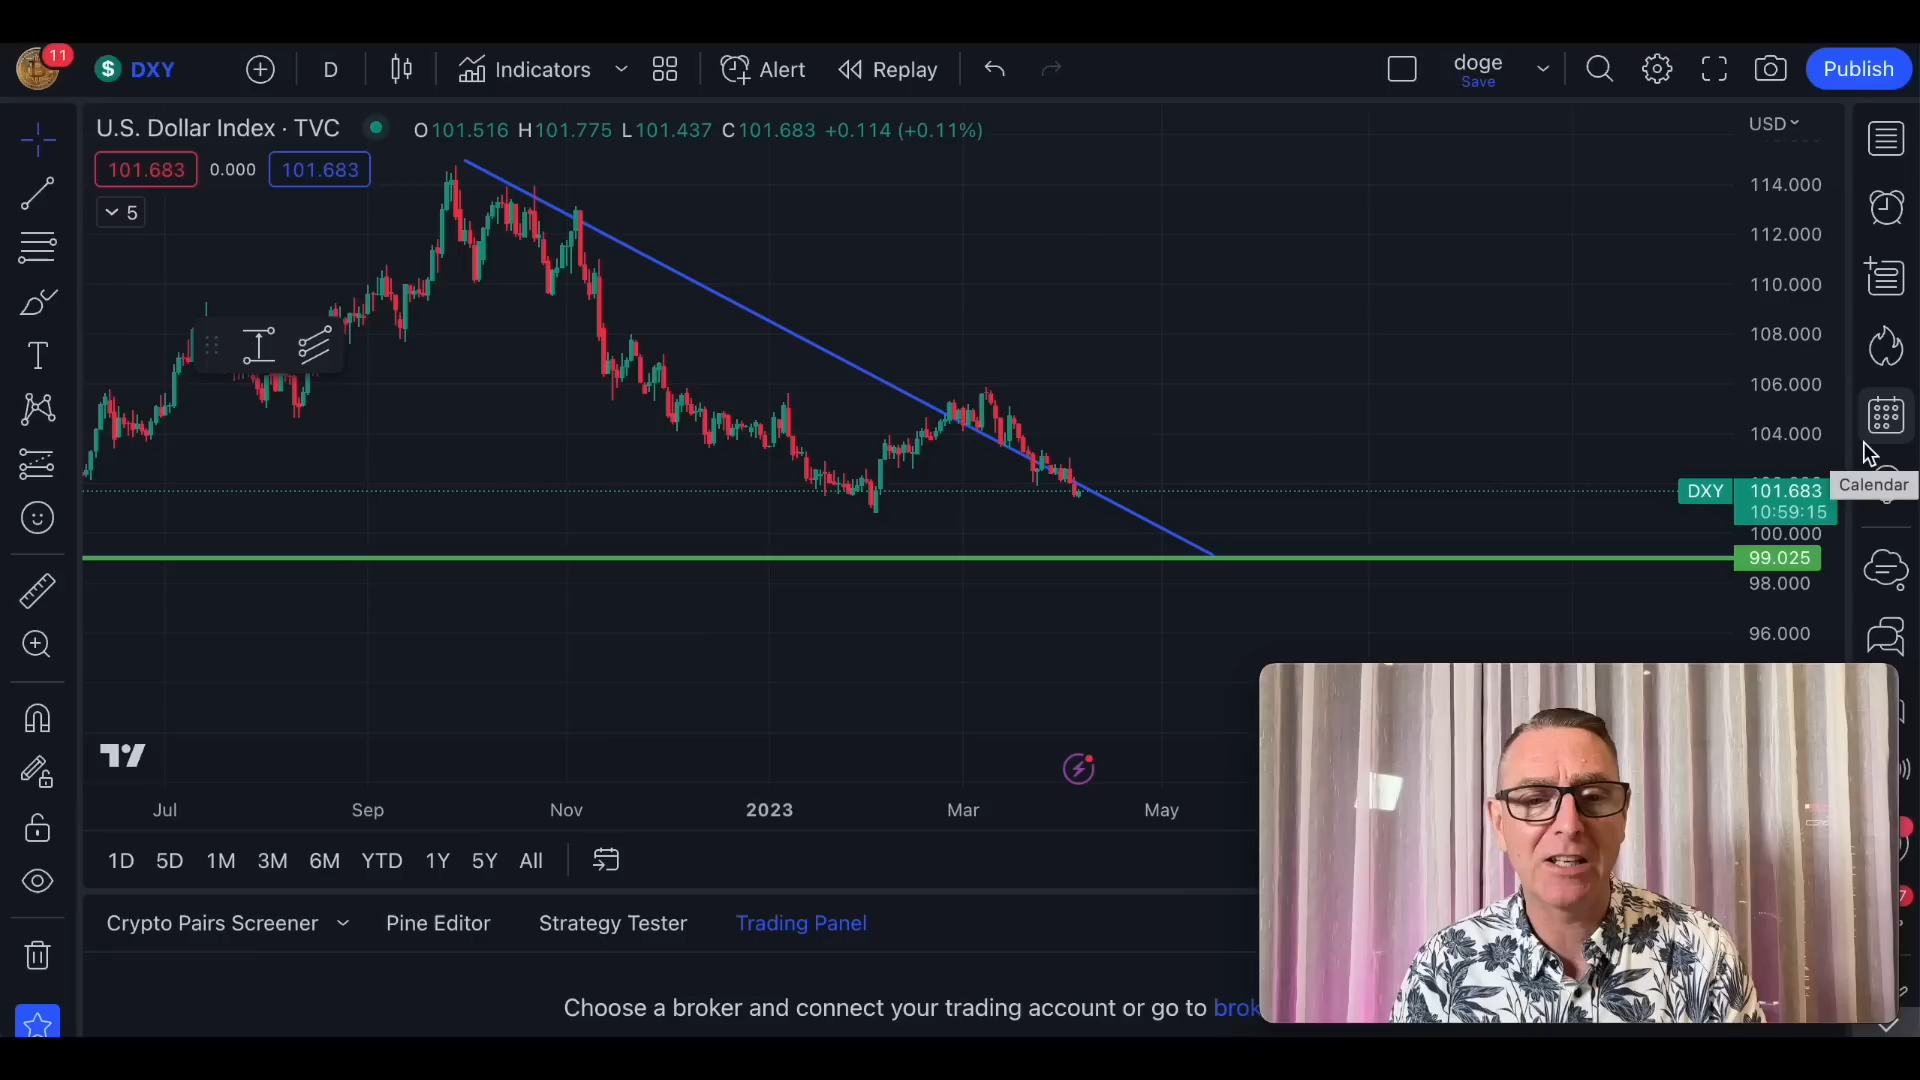 11
DXY
D
Indicators
Alert
Replay
doge
Save
Publish
U.S. Dollar Index · TVC
O101.516 H101.775 L101.437 C101.683 +0.114 (+0.11%)
USD
101.683 0.000 101.683
5
114.000
112.000
110.000
108.000
106.000
104.000
DXY
101.683
10:59:15
Calendar
100.000
99.025
98.000
96.000
Jul Sep Nov 2023 Mar May
1D 5D 1M 3M 6M YTD 1Y 5Y All
Crypto Pairs Screener Pine Editor Strategy Tester Trading Panel
Choose a broker and connect your trading account or go to